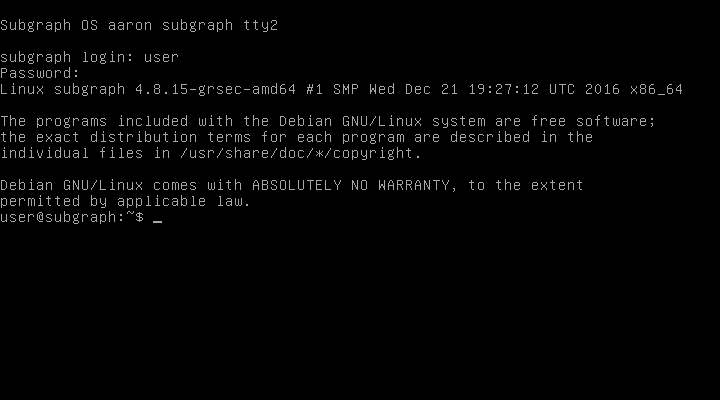 Subgraph OS aaron subgraph tty2
subgraph login: user
Password:
Linux subgraph 4.8.15-grsec-amd64 #1 SMP Wed Dec 21 19:27:12 UTC 2016 x86_64
The programs included with the Debian GNU/Linux system are free software;
the exact distribution terms for each program are described in the
individual files in /usr/share/doc/*/copyright.
Debian GNU/Linux comes with ABSOLUTELY NO WARRANTY, to the extent
permitted by applicable law.
user@subgraph:~$ _